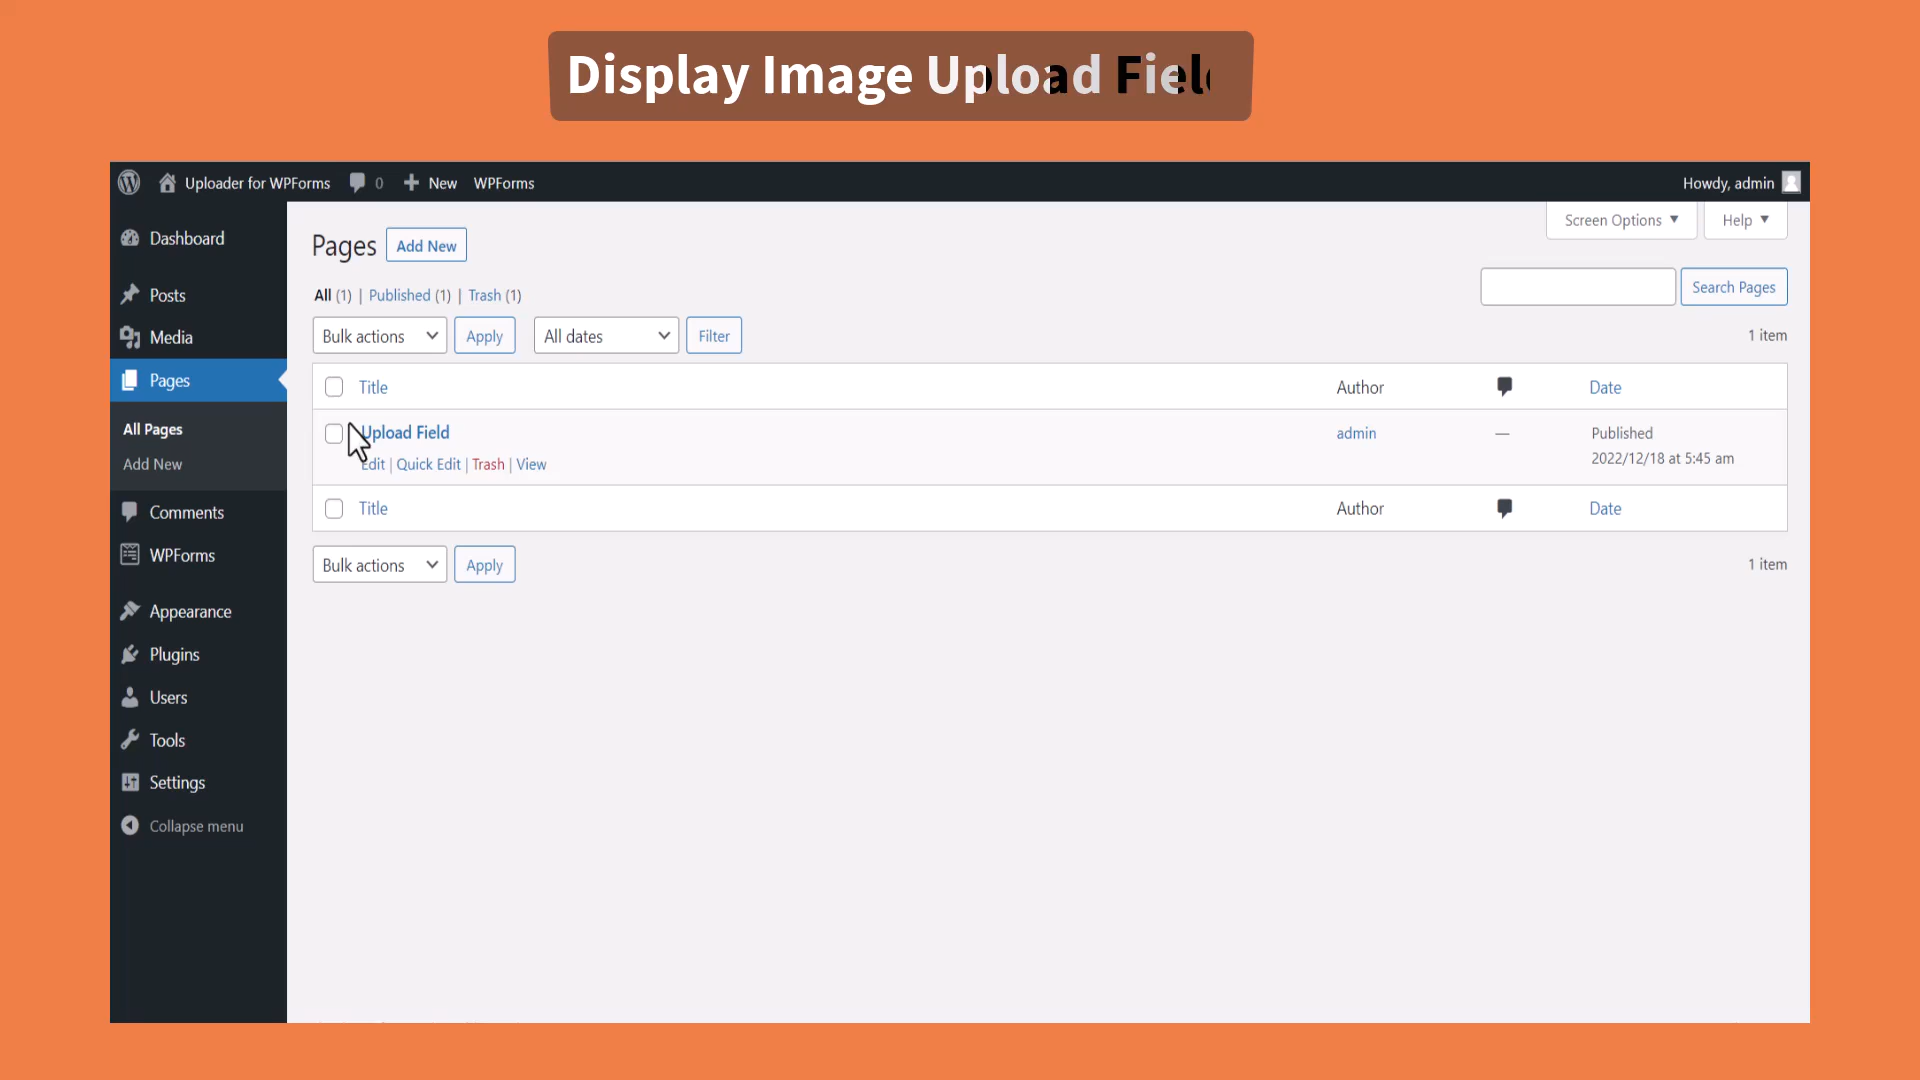 Display Image Upload Field
Uploader for WPForms 0 New WPForms
Howdy, admin
Screen Options Help
Dashboard
Posts
Media
Pages
All Pages
Add New
Comments
WPForms
Appearance
Plugins
Users
Tools
Settings
Collapse menu
Pages Add New
All (1) | Published (1) | Trash (1)
Search Pages
Bulk actions Apply All dates Filter 1 item
Title Author Date
Upload Field admin — Published
2022/12/18 at 5:45 am
Edit | Quick Edit | Trash | View
Title Author Date
Bulk actions Apply 1 item